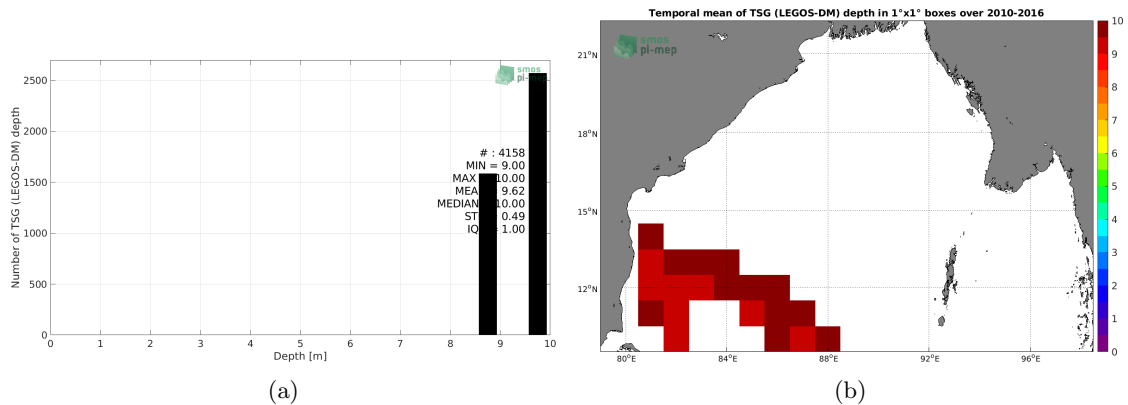 smos
pi-mep
Number of TSG (LEGOS-DM) depth
2500
2000
1500
1000
500
0
# : 4158
MIN = 9.00
MAX 10.00
MEA 9.62
MEDIAN 10.00
ST 0.49
IQ 1.00
0 1 2 3 4 5 6 7 8 9 10
Depth [m]
(a)
Temporal mean of TSG (LEGOS-DM) depth in 1°x1° boxes over 2010-2016
smos
pi-mep
21°N
18°N
15°N
12°N
80°E 84°E 88°E 92°E 96°E
10
9
8
7
6
5
4
3
2
1
0
(b)